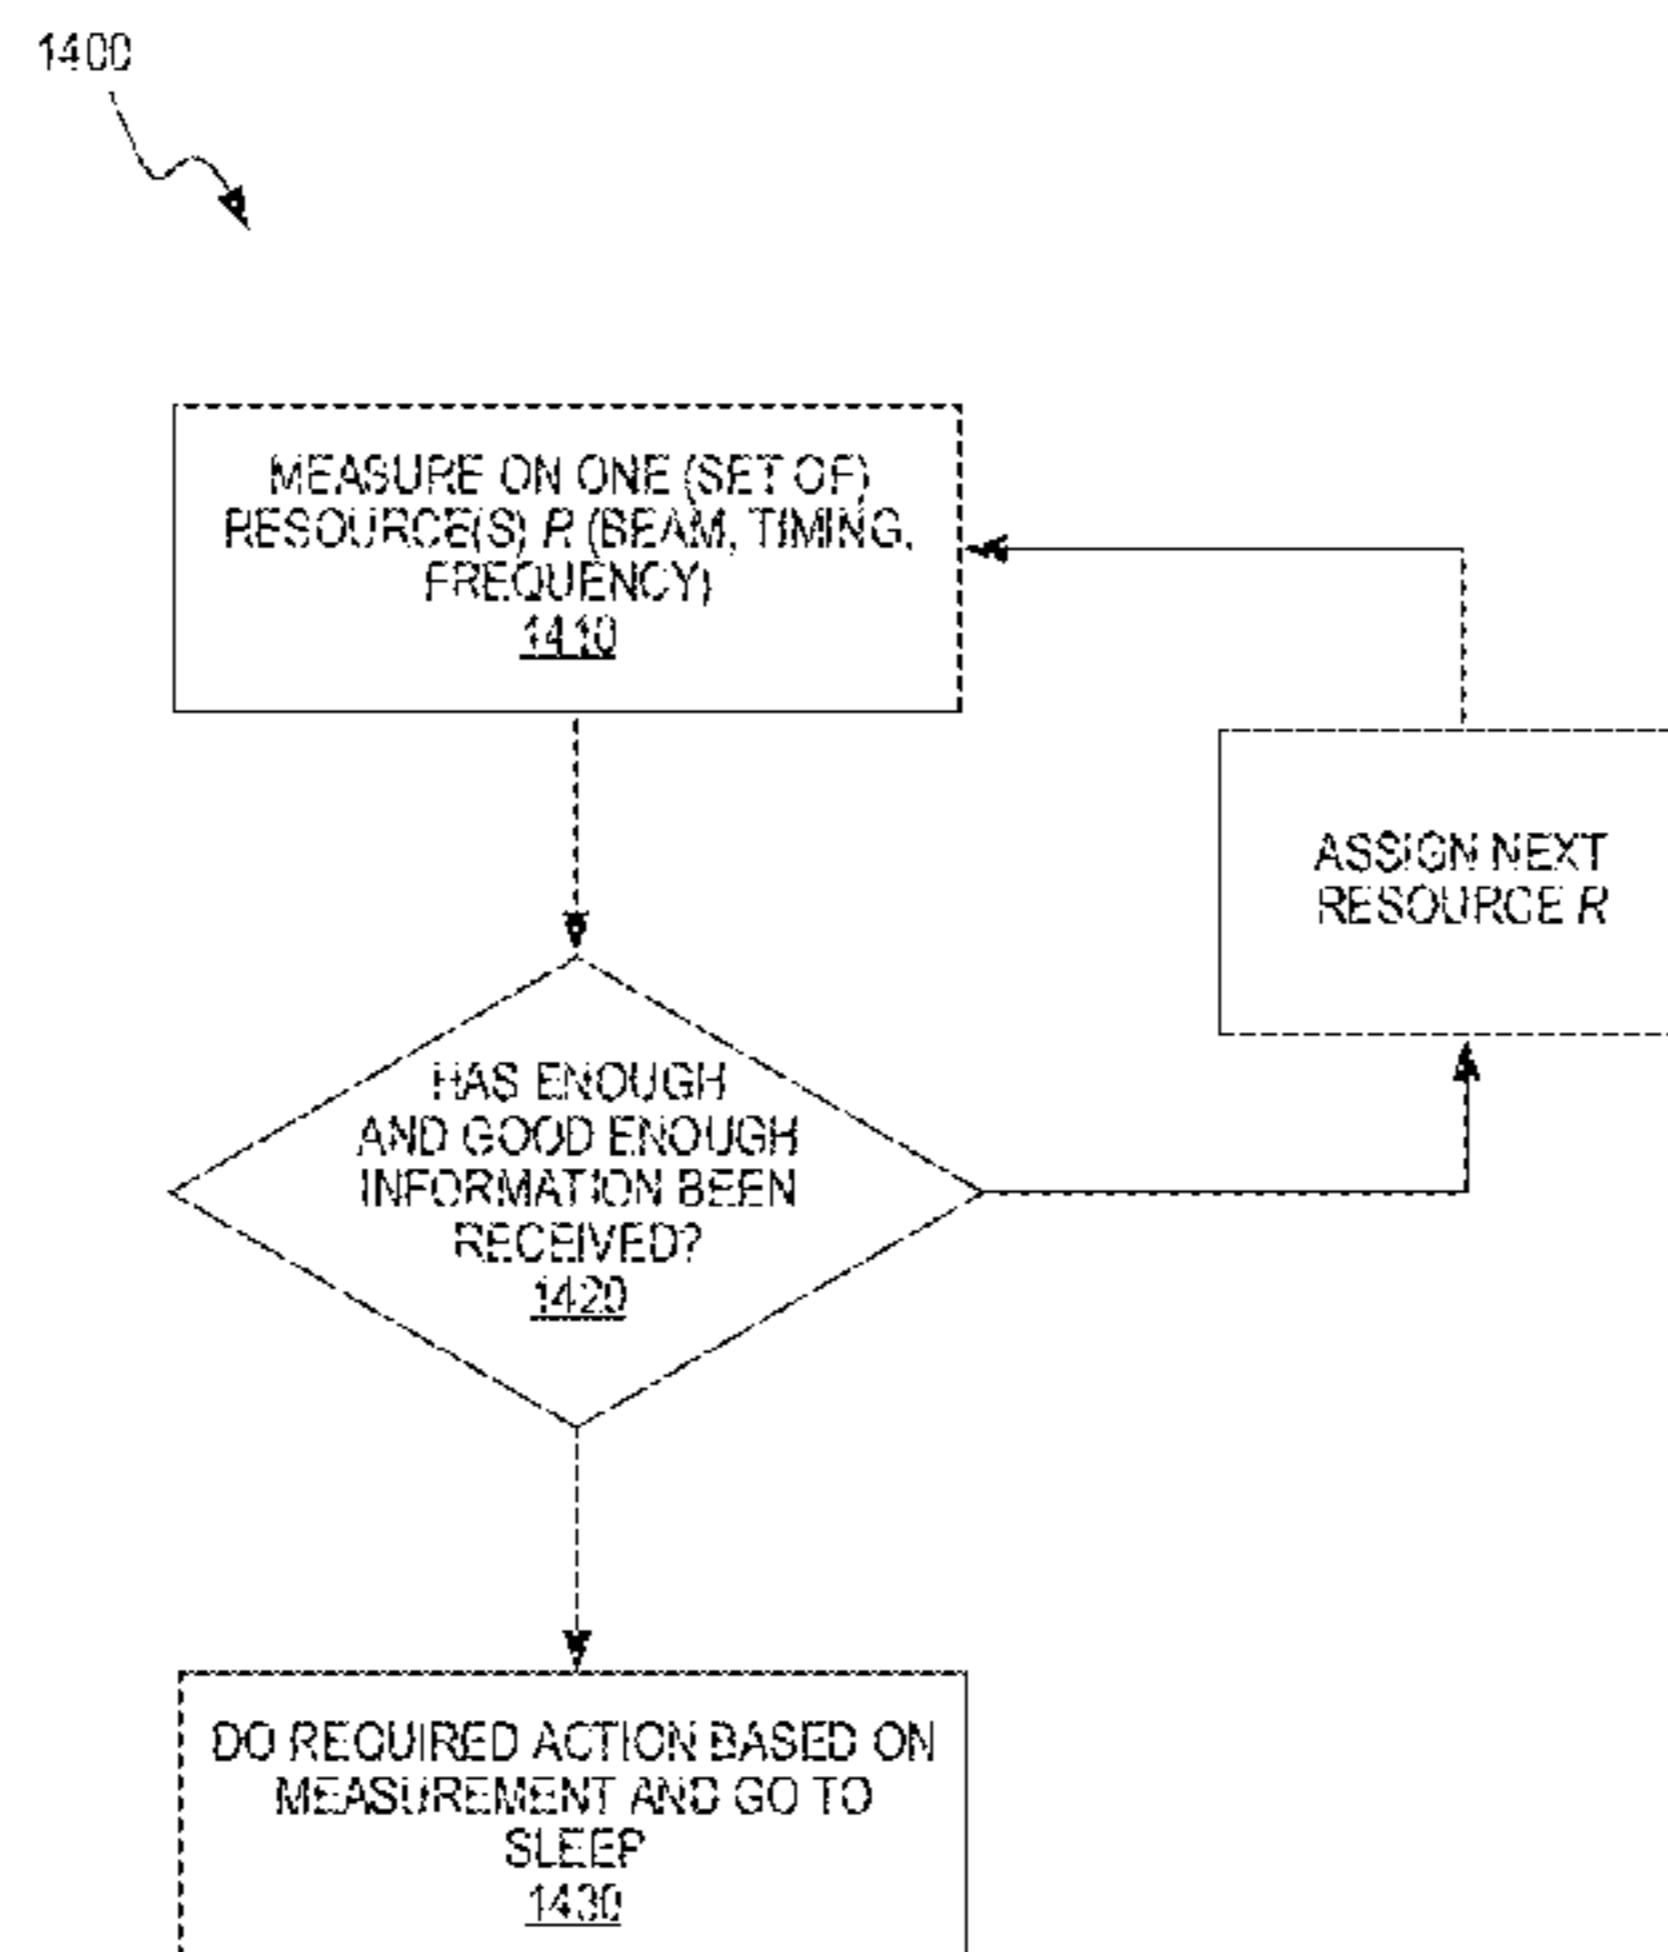 1400
MEASURE ON ONE (SET OF)
RESOURCE(S) R (BEAM, TIMING,
FREQUENCY)
1410
ASSIGN NEXT
RESOURCE R
HAS ENOUGH
AND GOOD ENOUGH
INFORMATION BEEN
RECEIVED?
1420
DO REQUIRED ACTION BASED ON
MEASUREMENT AND GO TO
SLEEP
1430